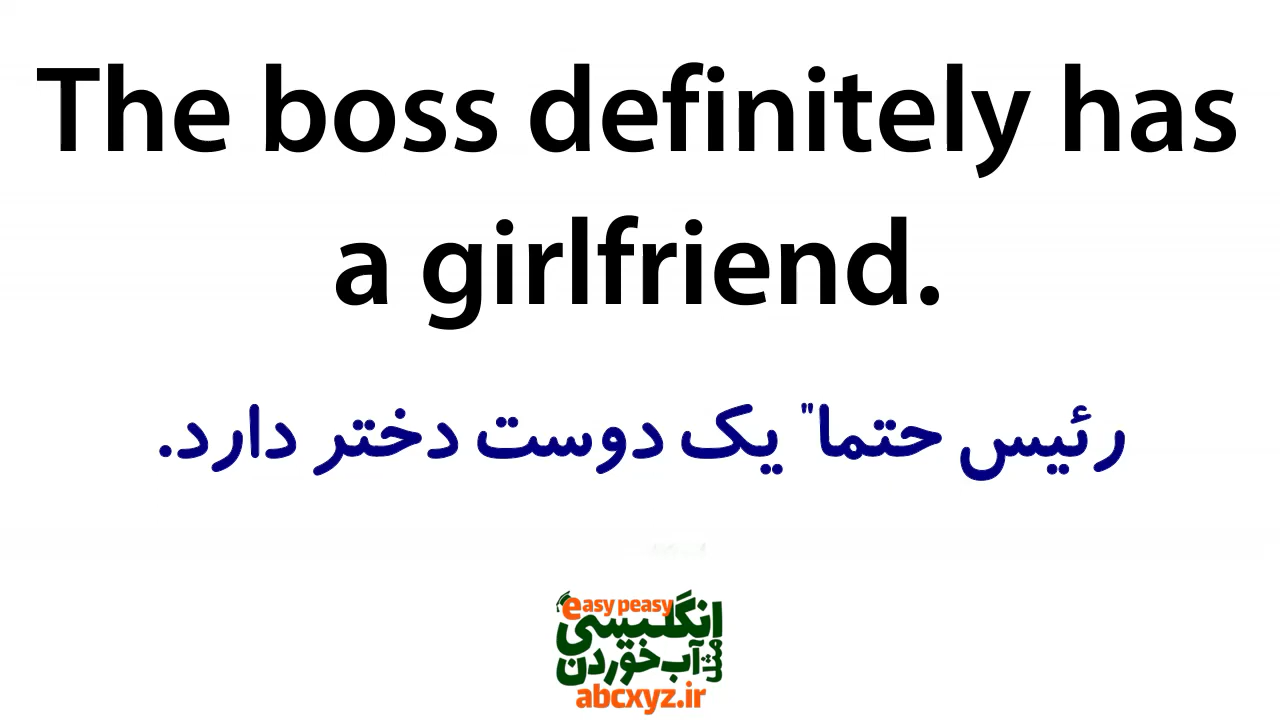 The boss definitely has
a girlfriend.
رئیس حتما" یک دوست دختر دارد.
easy peasy
انگلیسی
مثل آب خوردن
abcxyz.ir